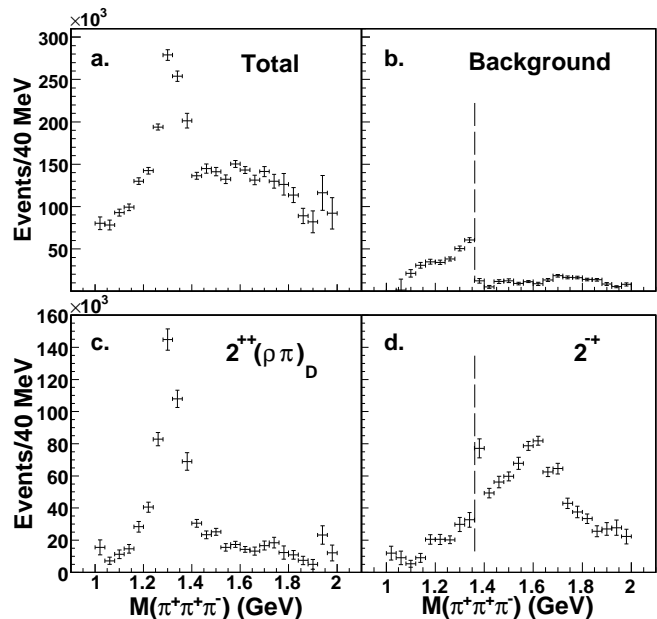 ×10³
a.
Total
b.
Background
Events/40 MeV
300
250
200
150
100
50
×10³
c.
2⁺⁺(ρπ)_D
d.
2⁻⁺
Events/40 MeV
160
140
120
100
80
60
40
20
0
1 1.2 1.4 1.6 1.8 2
1 1.2 1.4 1.6 1.8 2
M(π⁺π⁺π⁻) (GeV)
M(π⁺π⁺π⁻) (GeV)